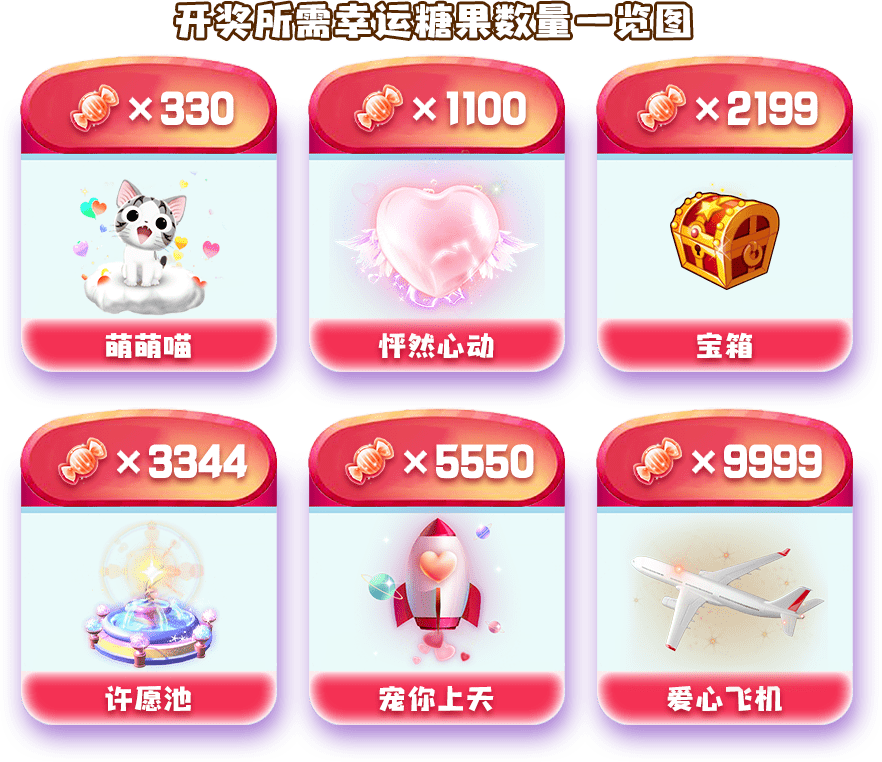 开奖所需幸运糖果数量一览图
×330
×1100
×2199
萌萌喵
怦然心动
宝箱
×3344
×5550
×9999
许愿池
宠你上天
爱心飞机